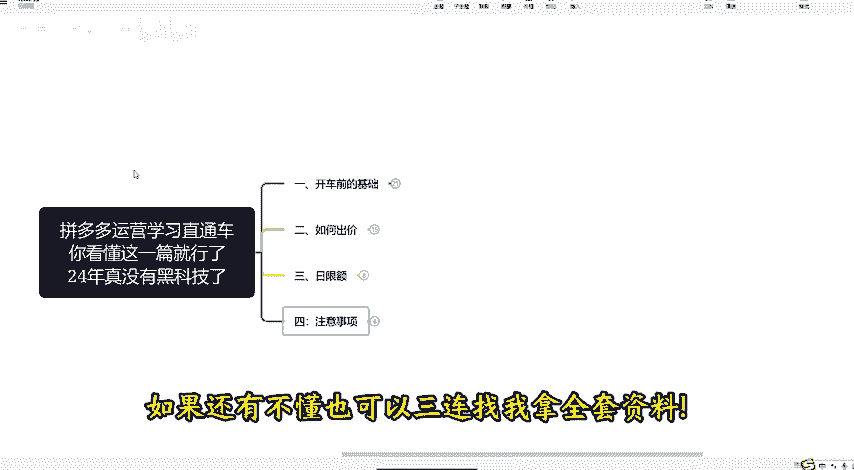 拼多多运营学习直通车
你看懂这一篇就行了
24年真没有黑科技了
一、开车前的基础
二、如何出价
三、日限额
四：注意事项
如果还有不懂也可以三连找我拿全套资料!